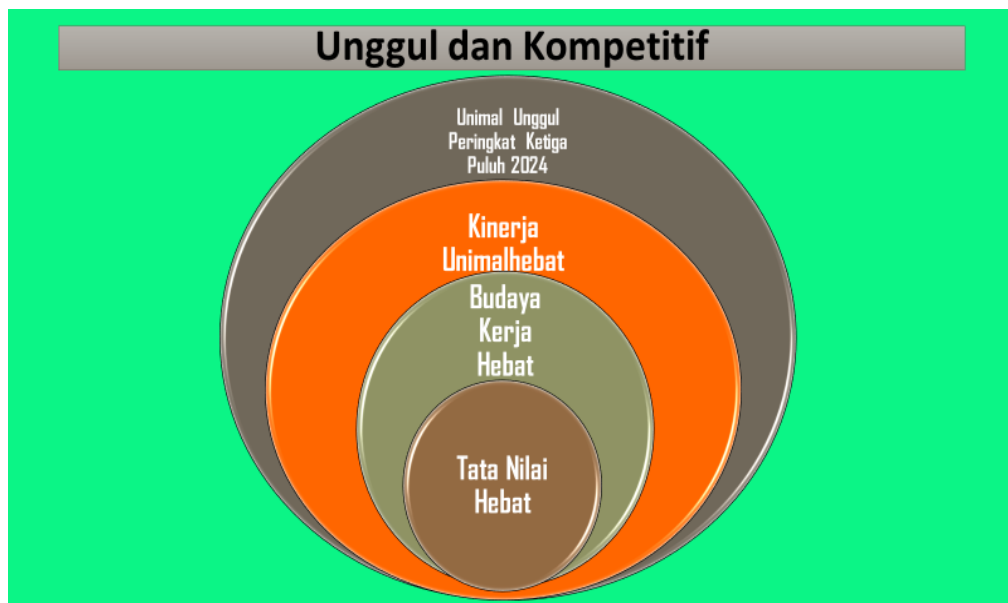 Unggul dan Kompetitif
Unimal Unggul
Peringkat Ketiga
Puluh 2024
Kinerja
Unimalhebat
Budaya
Kerja
Hebat
Tata Nilai
Hebat